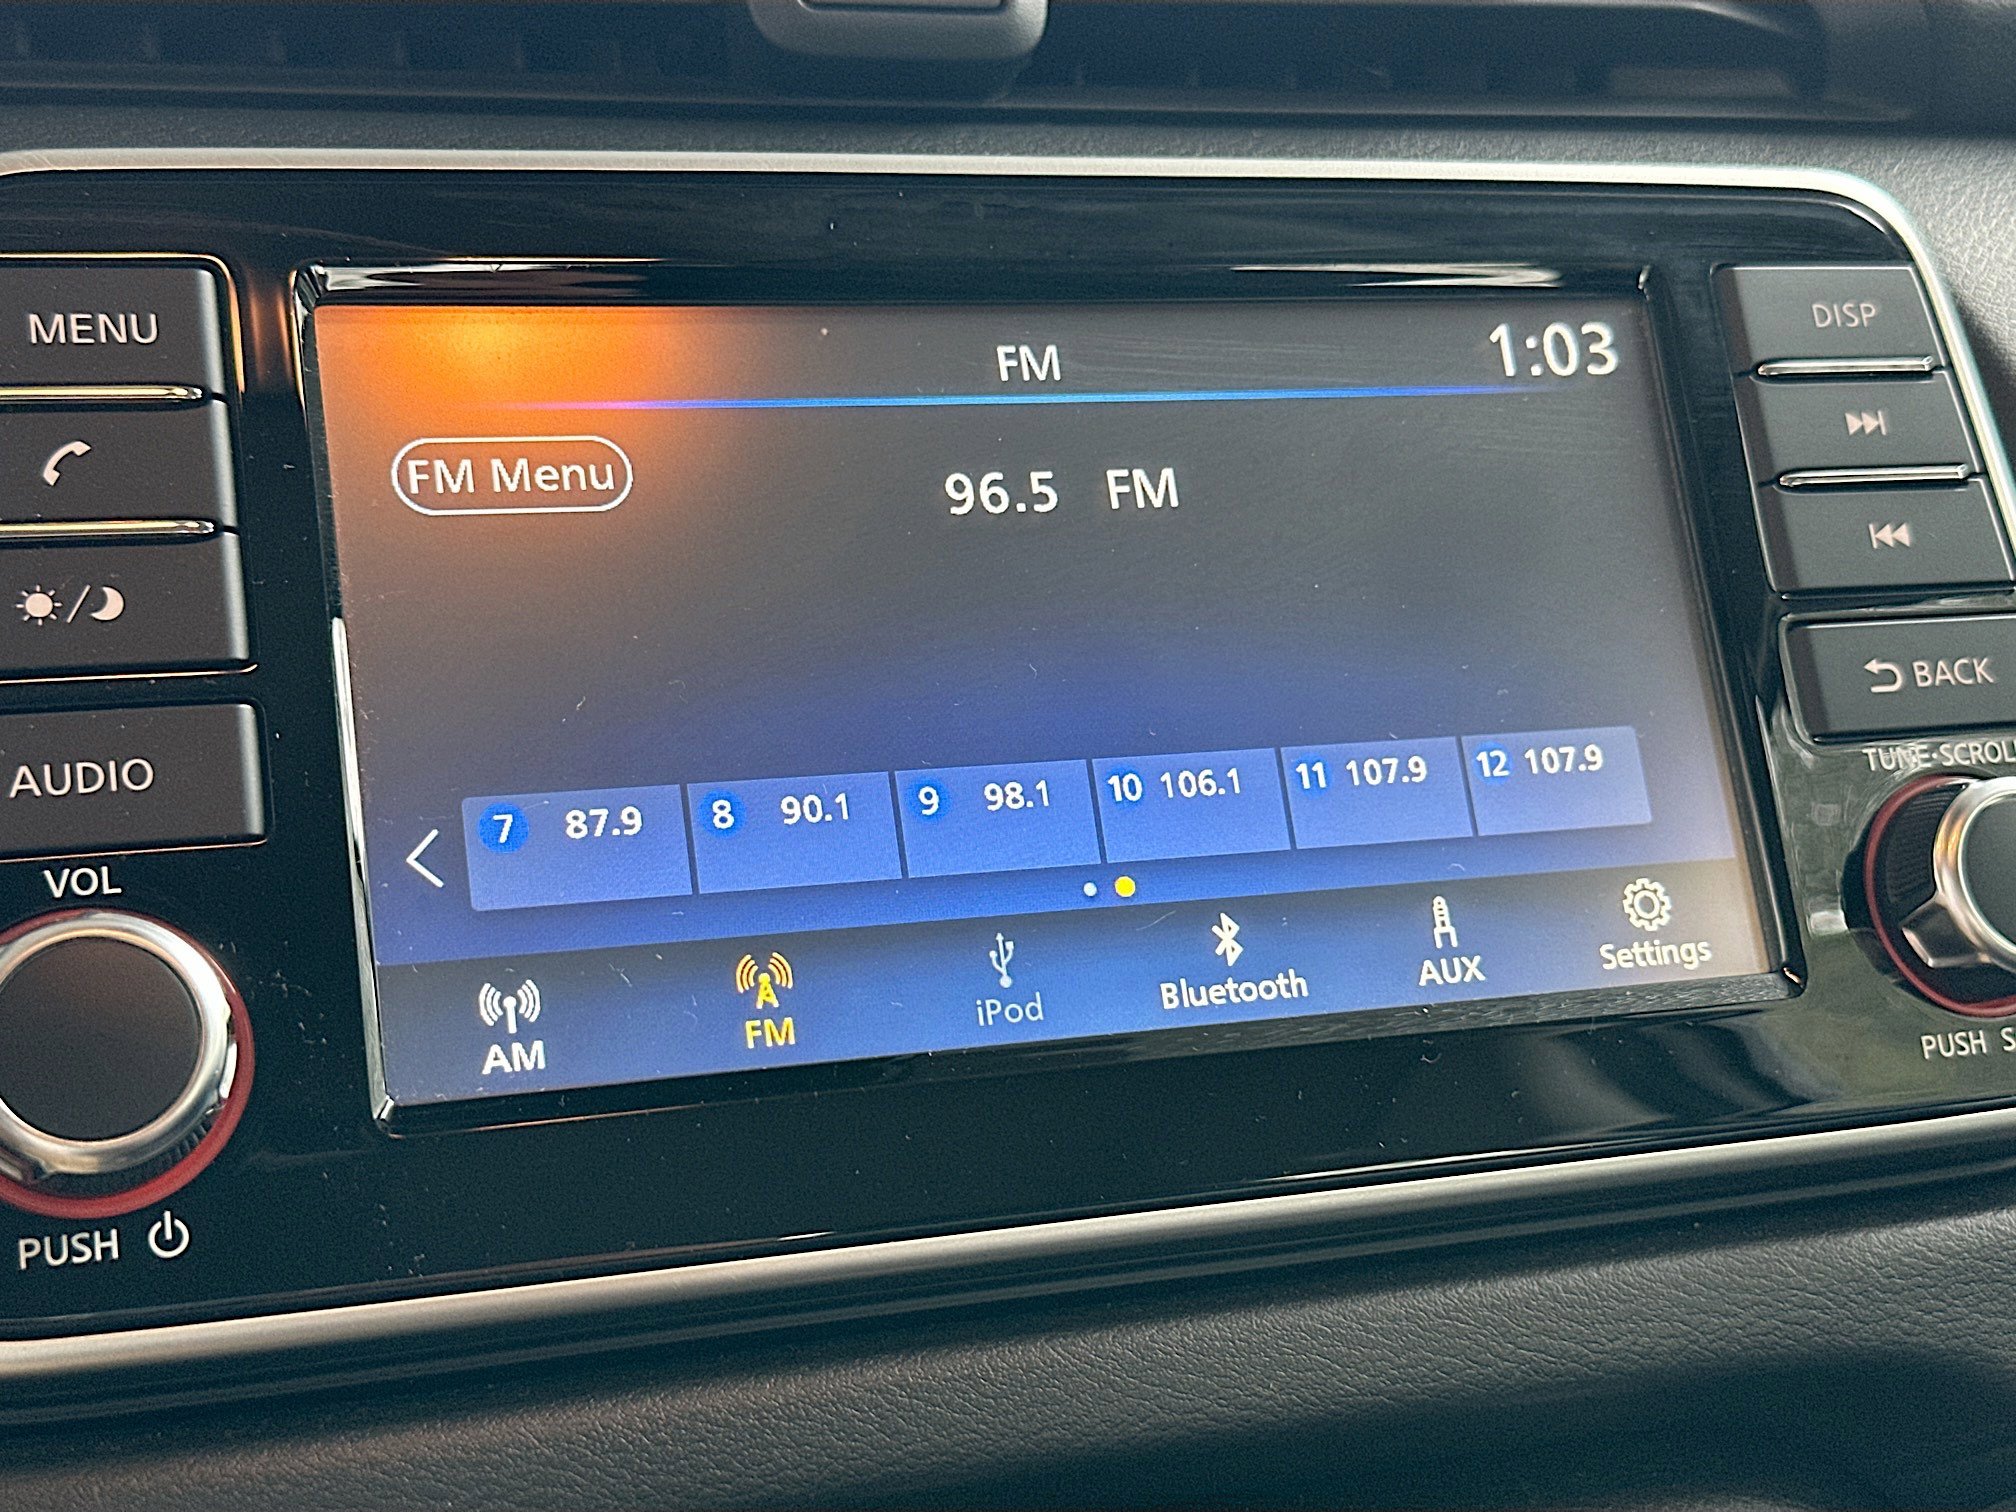 MENU
AUDIO
VOL
PUSH
FM
1:03
FM Menu
96.5 FM
7 87.9
8 90.1
9 98.1
10 106.1
11 107.9
12 107.9
AM
FM
iPod
Bluetooth
AUX
Settings
DISP
BACK
TUNE·SCROLL
PUSH